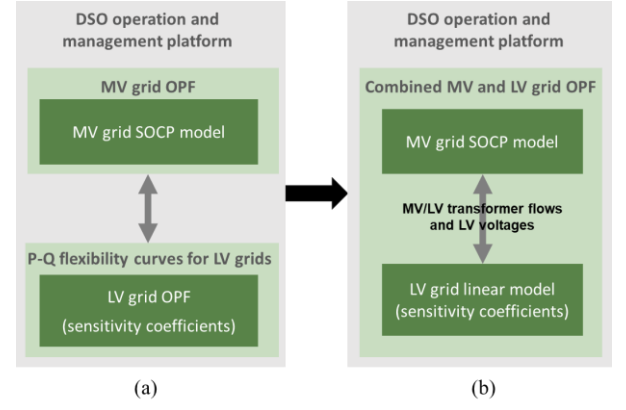 DSO operation and
management platform
MV grid OPF
MV grid SOCP model
P-Q flexibility curves for LV grids
LV grid OPF
(sensitivity coefficients)
(a)
DSO operation and
management platform
Combined MV and LV grid OPF
MV grid SOCP model
MV/LV transformer flows
and LV voltages
LV grid linear model
(sensitivity coefficients)
(b)